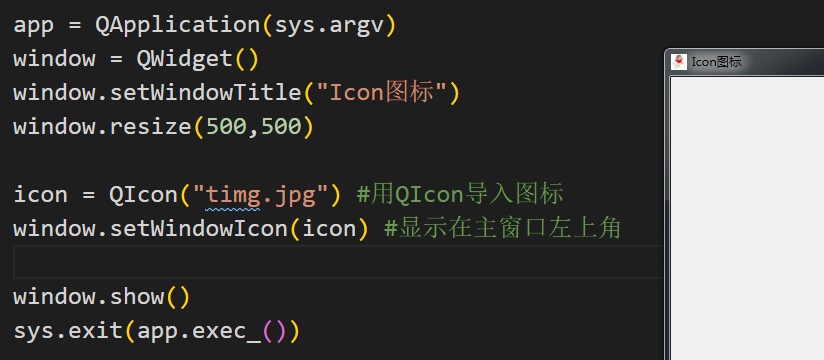 app = QApplication(sys.argv)
window = QWidget()
window.setWindowTitle("Icon图标")
window.resize(500,500)
icon = QIcon("timg.jpg") #用QIcon导入图标
window.setWindowIcon(icon) #显示在主窗口左上角
window.show()
sys.exit(app.exec_())
Icon图标